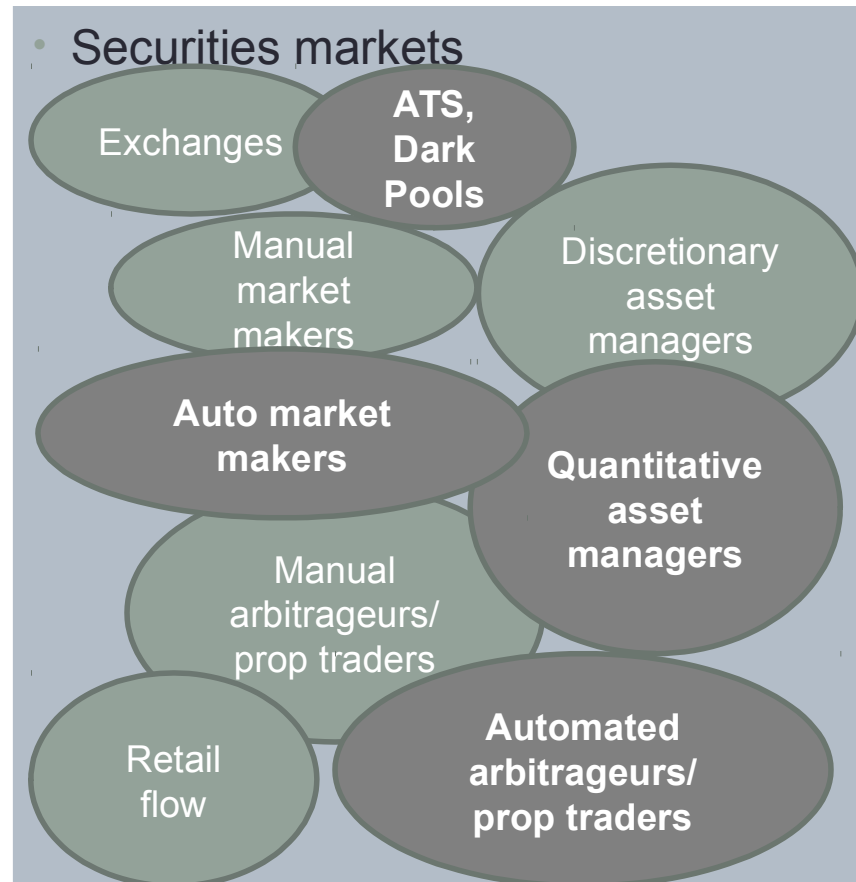 • Securities markets
Exchanges
ATS,
Dark
Pools
Manual
market
makers
Discretionary
asset
managers
Auto market
makers
Quantitative
asset
managers
Manual
arbitrageurs/
prop traders
Retail
flow
Automated
arbitrageurs/
prop traders